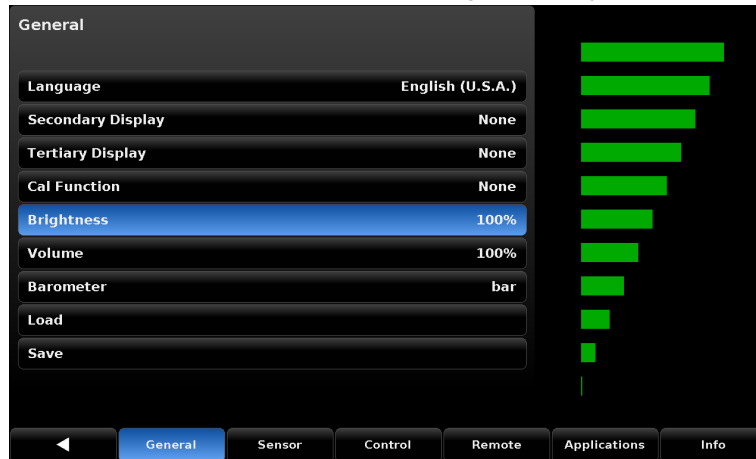 General
Language English (U.S.A.)
Secondary Display None
Tertiary Display None
Cal Function None
Brightness 100%
Volume 100%
Barometer bar
Load
Save
General Sensor Control Remote Applications Info